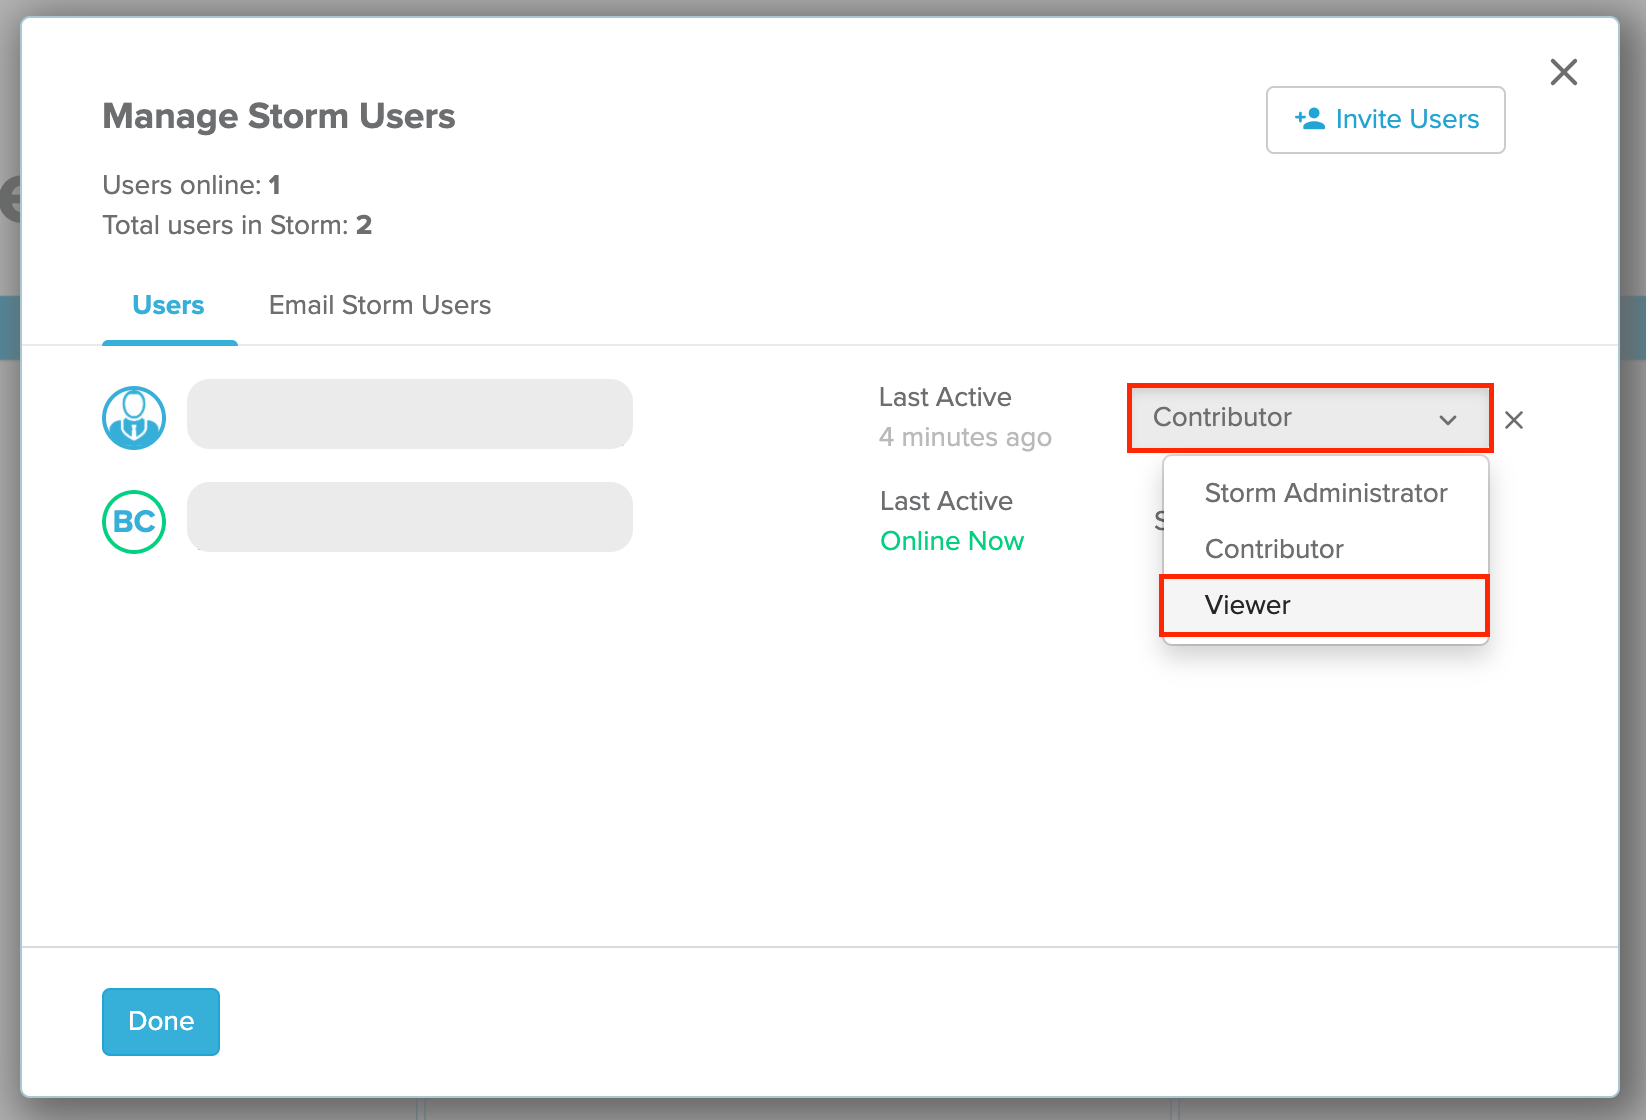 Manage Storm Users
Invite Users
Users online: 1
Total users in Storm: 2
Users
Email Storm Users
Last Active
4 minutes ago
Contributor
BC
Last Active
Online Now
Storm Administrator
Contributor
Viewer
Done